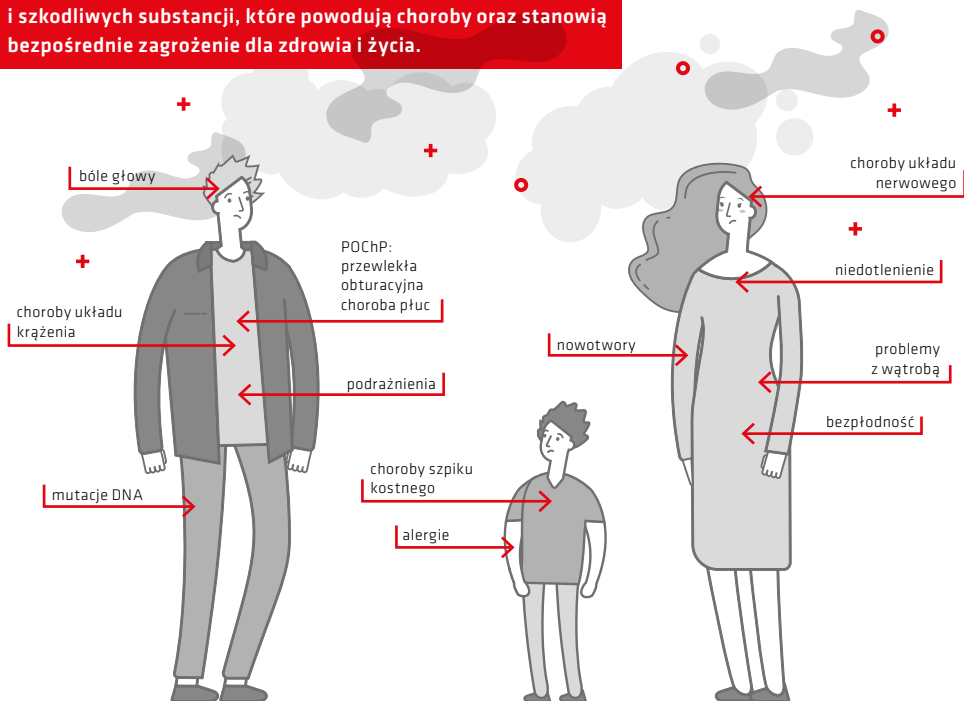 i szkodliwych substancji, które powodują choroby oraz stanowią
bezpośrednie zagrożenie dla zdrowia i życia.
bóle głowy
choroby układu
nerwowego
POChP:
przewlekła
obturacyjna
choroba płuc
niedotlenienie
choroby układu
krążenia
nowotwory
problemy
z wątrobą
podrażnienia
bezpłodność
choroby szpiku
kostnego
mutacje DNA
alergie